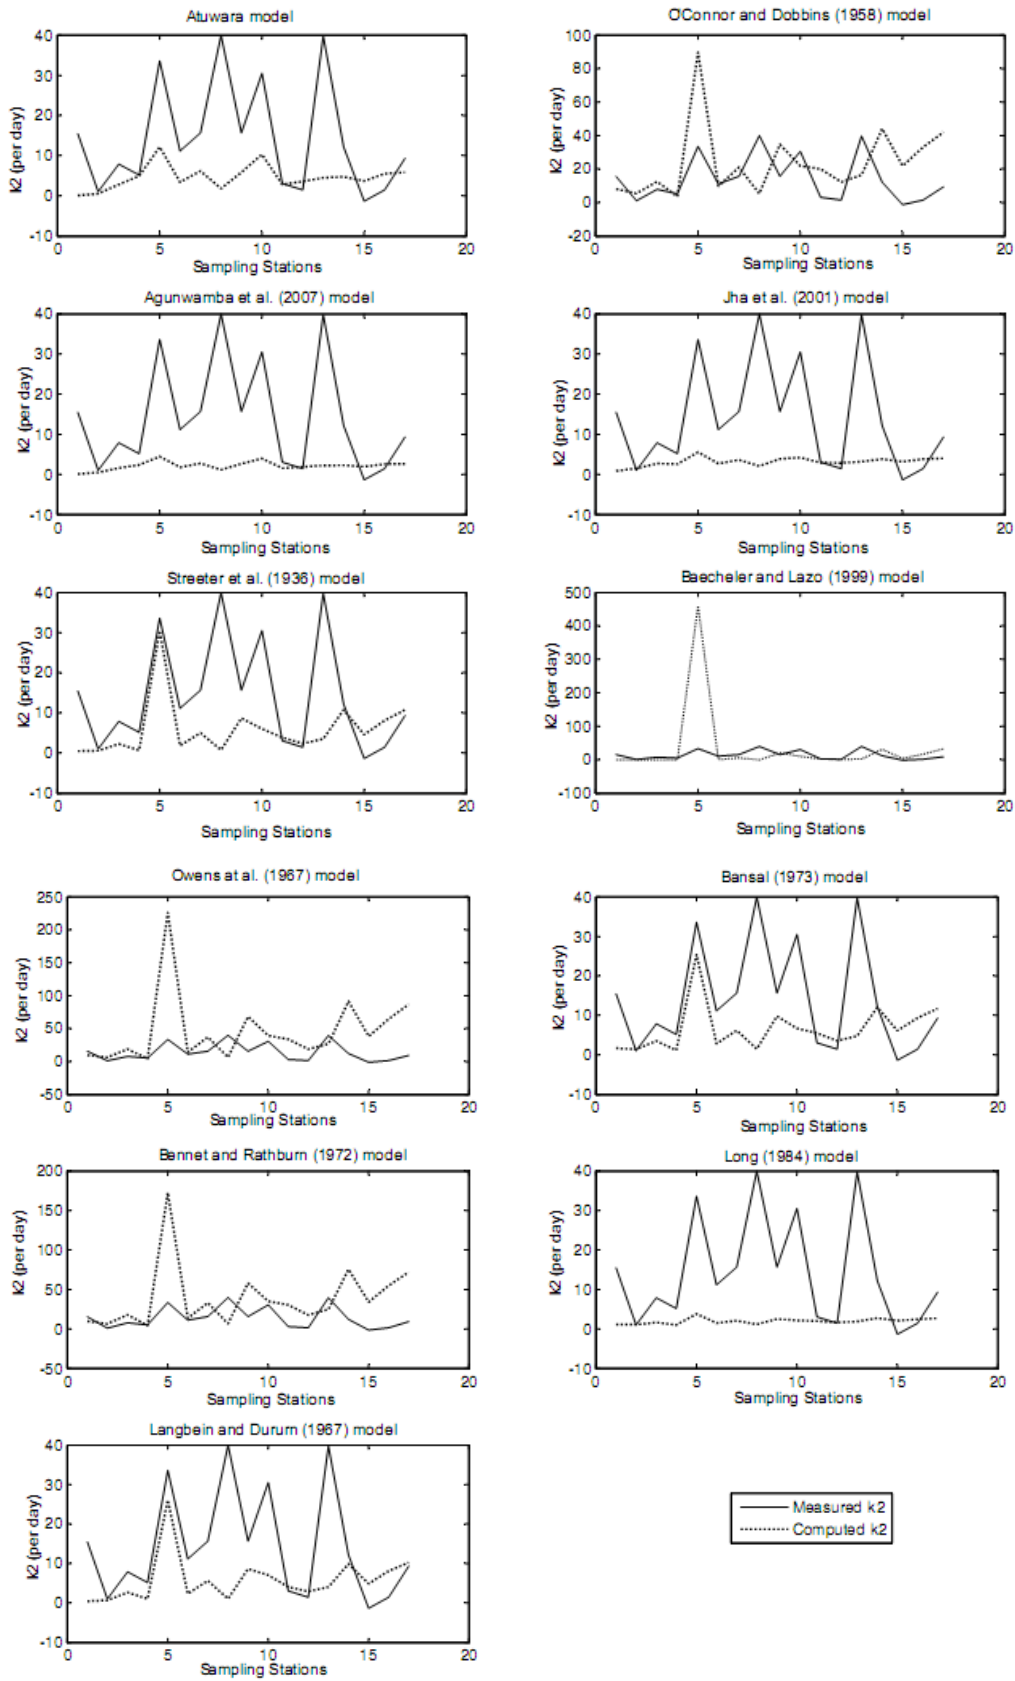 Atuwara model
40
30
20
10
0
-10
k2 (per day)
0 5 10 15 20
Sampling Stations
O'Connor and Dobbins (1958) model
100
80
60
40
20
0
-20
k2 (per day)
0 5 10 15 20
Sampling Stations
Agunwamba et al. (2007) model
40
30
20
10
0
-10
k2 (per day)
0 5 10 15 20
Sampling Stations
Jha et al. (2001) model
40
30
20
10
0
-10
k2 (per day)
0 5 10 15 20
Sampling Stations
Streeter et al. (1936) model
40
30
20
10
0
-10
k2 (per day)
0 5 10 15 20
Sampling Stations
Baecheler and Lazo (1999) model
500
400
300
200
100
0
-100
k2 (per day)
0 5 10 15 20
Sampling Stations
Owens at al. (1967) model
250
200
150
100
50
0
-50
k2 (per day)
0 5 10 15 20
Sampling Stations
Bansal (1973) model
40
30
20
10
0
-10
k2 (per day)
0 5 10 15 20
Sampling Stations
Bennet and Rathburn (1972) model
200
150
100
50
0
-50
k2 (per day)
0 5 10 15 20
Sampling Stations
Long (1984) model
40
30
20
10
0
-10
k2 (per day)
0 5 10 15 20
Sampling Stations
Langbein and Dururn (1967) model
40
30
20
10
0
-10
k2 (per day)
0 5 10 15 20
Sampling Stations
Measured k2
Computed k2